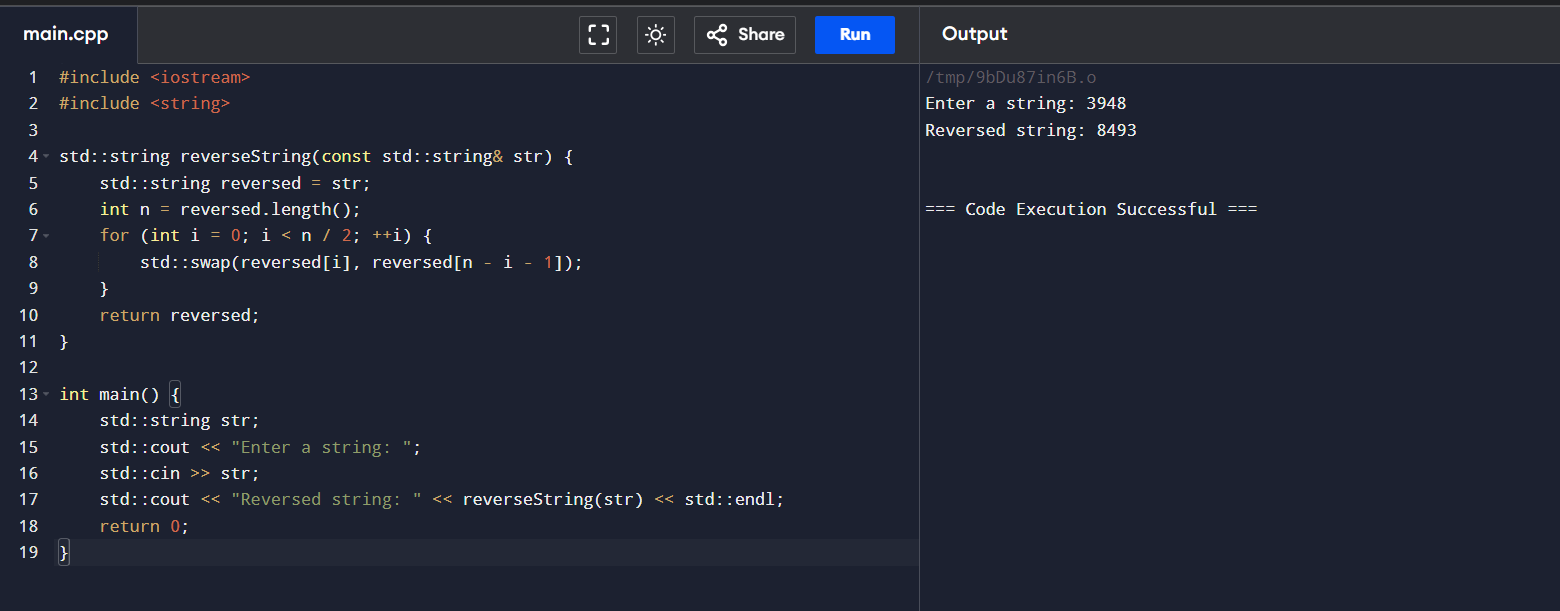 main.cpp
Share
Run
Output
1 #include <iostream>
2 #include <string>
3
4 std::string reverseString(const std::string& str) {
5     std::string reversed = str;
6     int n = reversed.length();
7     for (int i = 0; i < n / 2; ++i) {
8         std::swap(reversed[i], reversed[n - i - 1]);
9     }
10     return reversed;
11 }
12
13 int main() {
14     std::string str;
15     std::cout << "Enter a string: ";
16     std::cin >> str;
17     std::cout << "Reversed string: " << reverseString(str) << std::endl;
18     return 0;
19 }
/tmp/9bDu87in6B.o
Enter a string: 3948
Reversed string: 8493
=== Code Execution Successful ===